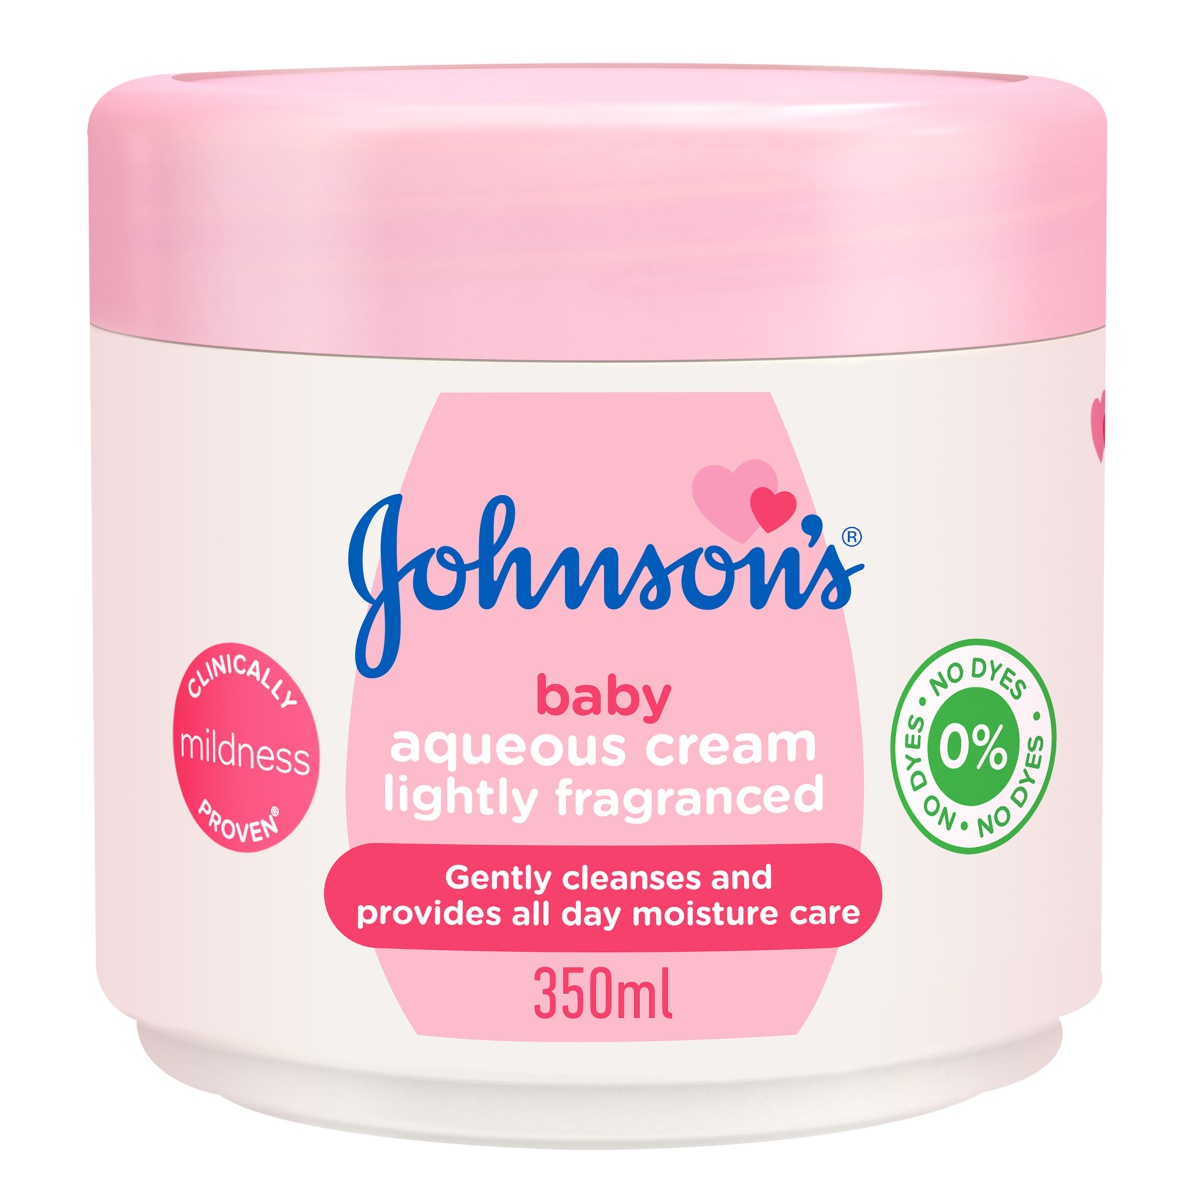 Johnson's®
baby
aqueous cream
lightly fragranced
CLINICALLY
mildness
PROVEN®
NO DYES • NO DYES • NO DYES •
0%
Gently cleanses and
provides all day moisture care
350ml